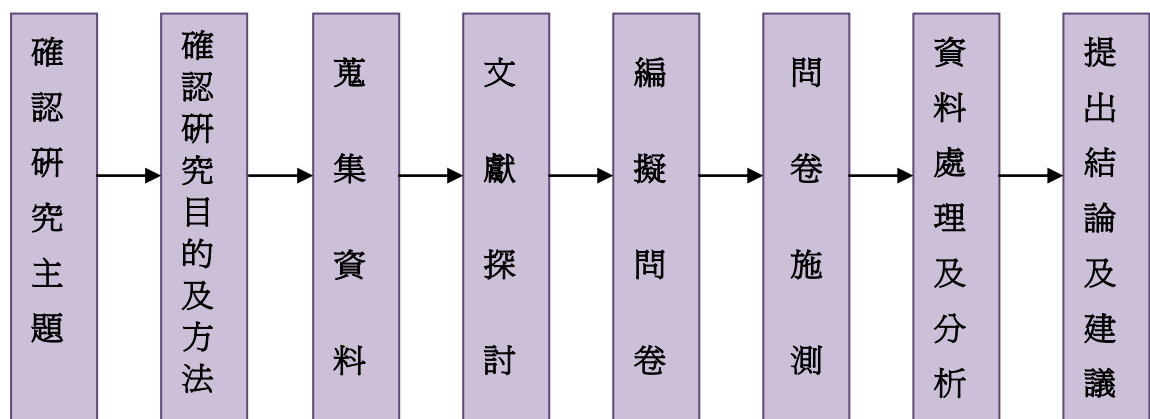 確認研究主題
確認研究目的及方法
蒐集資料
文獻探討
編擬問卷
問卷施測
資料處理及分析
提出結論及建議